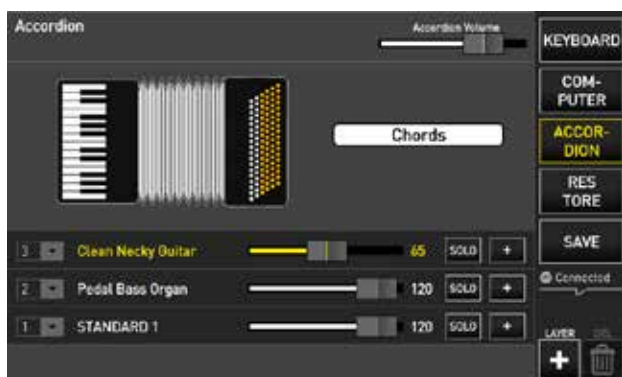 Accordion
Accordion Volume
KEYBOARD
COM-
PUTER
Chords
ACCOR-
DION
RES
TORE
SAVE
3 Clean Necky Guitar 65 SOLO +
Connected
2 Pedal Bass Organ 120 SOLO +
1 STANDARD 1 120 SOLO +
LAYER DEL
+